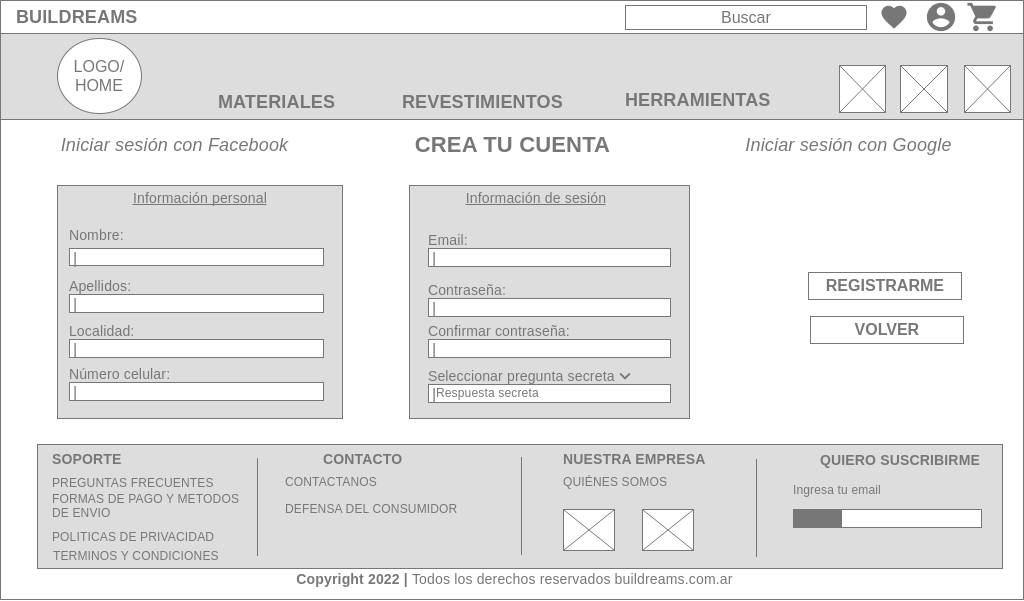 BUILDREAMS
Buscar
LOGO/
HOME
MATERIALES
REVESTIMIENTOS
HERRAMIENTAS
Iniciar sesión con Facebook
CREA TU CUENTA
Iniciar sesión con Google
Información personal
Nombre:
Apellidos:
Localidad:
Número celular:
Información de sesión
Email:
Contraseña:
Confirmar contraseña:
Seleccionar pregunta secreta
Respuesta secreta
REGISTRARME
VOLVER
SOPORTE
PREGUNTAS FRECUENTES
FORMAS DE PAGO Y METODOS
DE ENVIO
POLITICAS DE PRIVACIDAD
TERMINOS Y CONDICIONES
CONTACTO
CONTACTANOS
DEFENSA DEL CONSUMIDOR
NUESTRA EMPRESA
QUIÉNES SOMOS
QUIERO SUSCRIBIRME
Ingresa tu email
Copyright 2022 | Todos los derechos reservados buildreams.com.ar